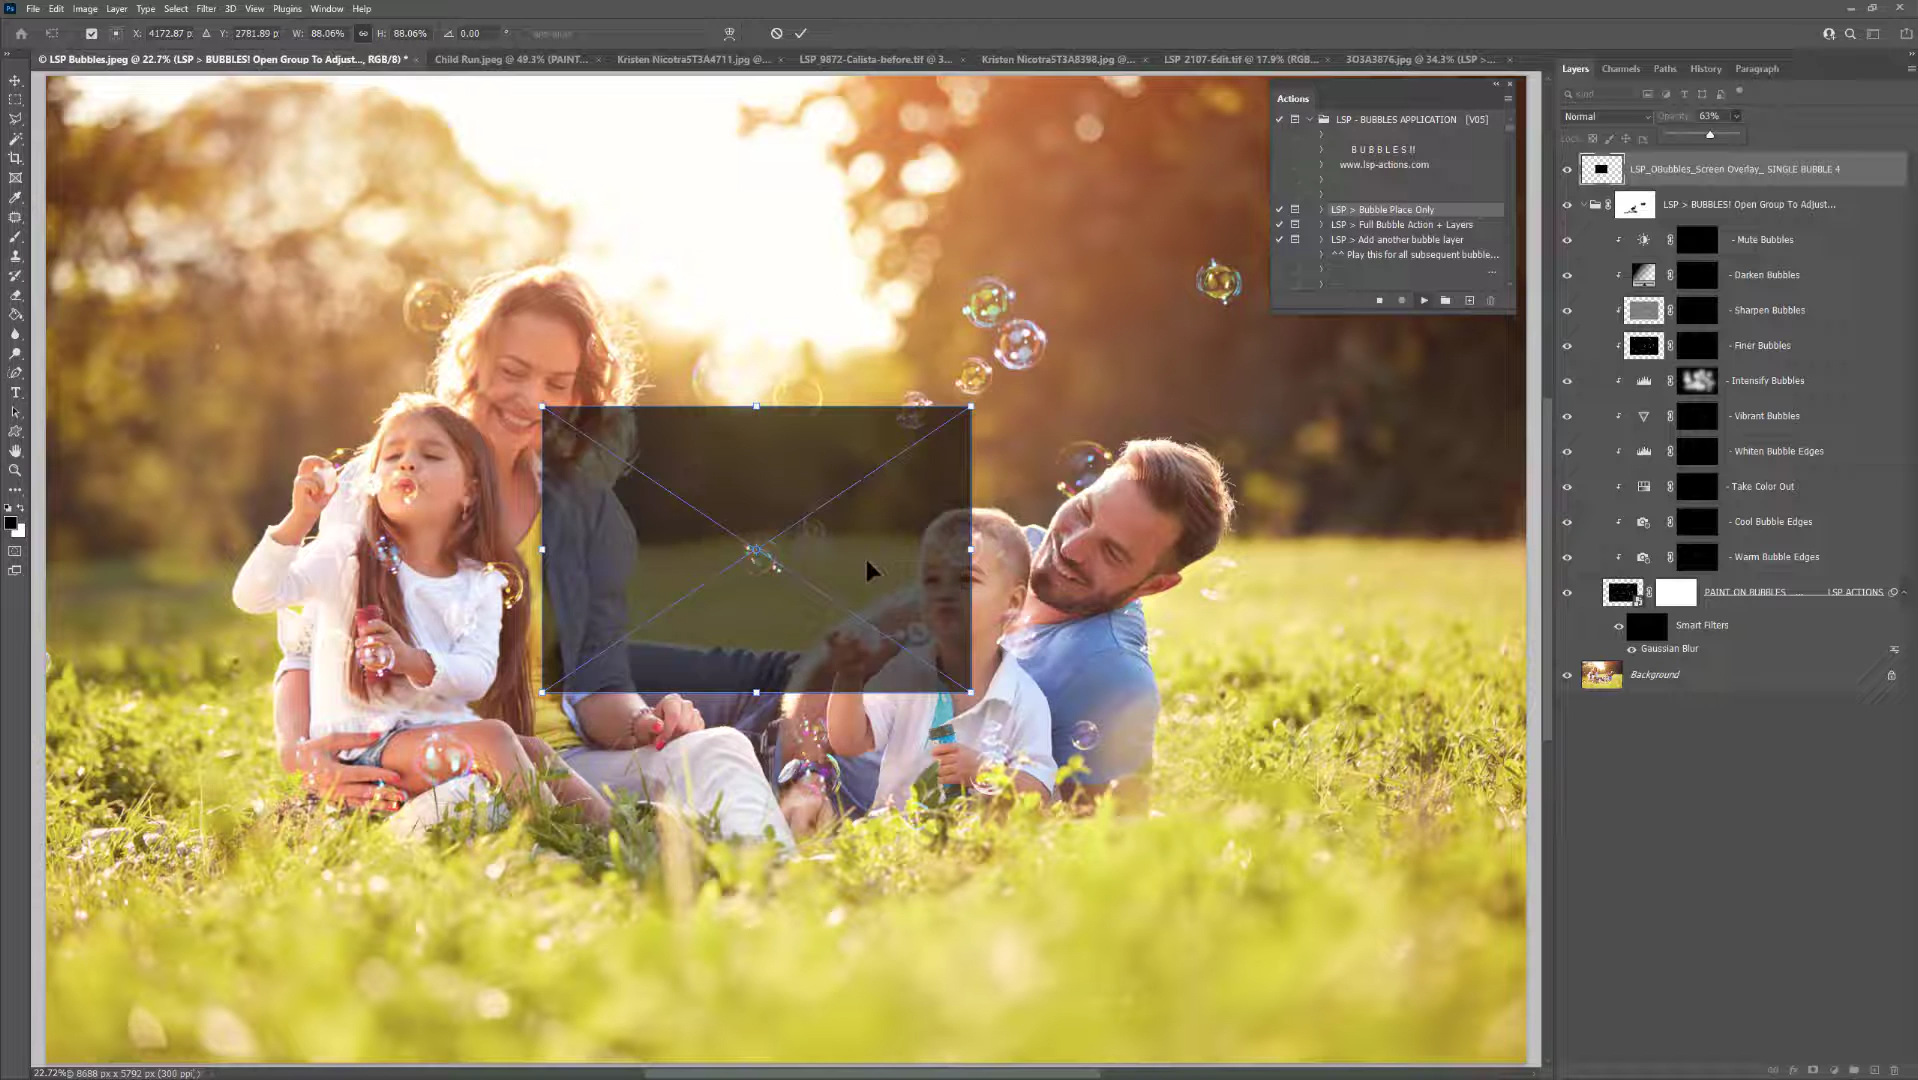 File Edit Image Layer Type Select Filter 3D View Plugins Window Help
X: 4172.87 p Y: 2781.89 p W: 88.06% H: 88.06% 0.00 °
© LSP Bubbles.jpeg @ 22.7% (LSP > BUBBLES! Open Group To Adjust..., RGB/8) * Child Run.jpeg @ 49.3% (PAINT... Kristen Nicotra5T3A4711.jpg @... LSP_9872-Calista-before.tif @ 3... Kristen Nicotra5T3A8398.jpg @... LSP 2107-Edit.tif @ 17.9% (RGB... 3O3A3876.jpg @ 34.3% (LSP >...
Actions
LSP - BUBBLES APPLICATION [V05]
B U B B L E S !!
www.lsp-actions.com
LSP > Bubble Place Only
LSP > Full Bubble Action + Layers
LSP > Add another bubble layer
^^ Play this for all subsequent bubble...
...
Layers Channels Paths History Paragraph
Kind
Normal Opacity: 63%
Lock:
LSP_OBubbles_Screen Overlay_ SINGLE BUBBLE 4
LSP > BUBBLES! Open Group To Adjust...
- Mute Bubbles
- Darken Bubbles
- Sharpen Bubbles
- Finer Bubbles
- Intensify Bubbles
- Vibrant Bubbles
- Whiten Bubble Edges
- Take Color Out
- Cool Bubble Edges
- Warm Bubble Edges
PAINT ON BUBBLES ..... LSP ACTIONS
Smart Filters
Gaussian Blur
Background
22.72% 8688 px x 5792 px (300 ppi)